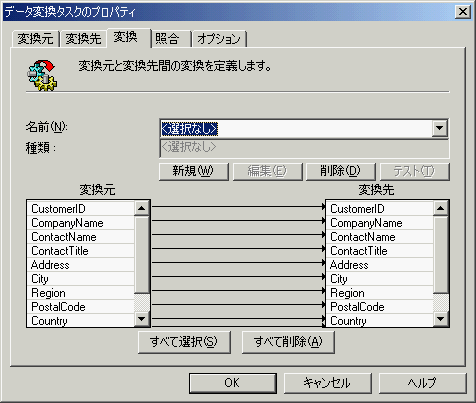 データ変換タスクのプロパティ
変換元 変換先 変換 照合 オプション
変換元と変換先間の変換を定義します。
名前(N): <選択なし>
種類 : <選択なし>
新規(W) 編集(E) 削除(D) テスト(T)
変換元 変換先
CustomerID CustomerID
CompanyName CompanyName
ContactName ContactName
ContactTitle ContactTitle
Address Address
City City
Region Region
PostalCode PostalCode
Country Country
すべて選択(S) すべて削除(A)
OK キャンセル ヘルプ